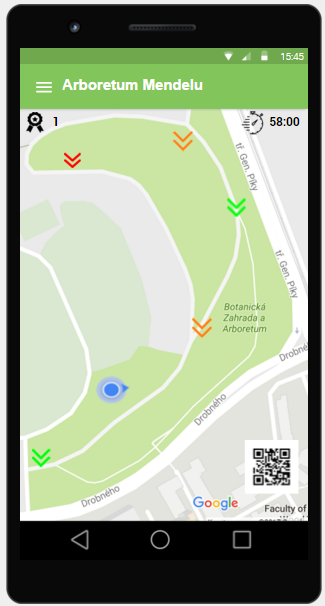 15:45
Arboretum Mendelu
1
58:00
tř. Gen. Píky
tř. Gen. Píky
Botanická
Zahrada a
Arboretum
Drobného
Drobného
Drobného
Google
Faculty of